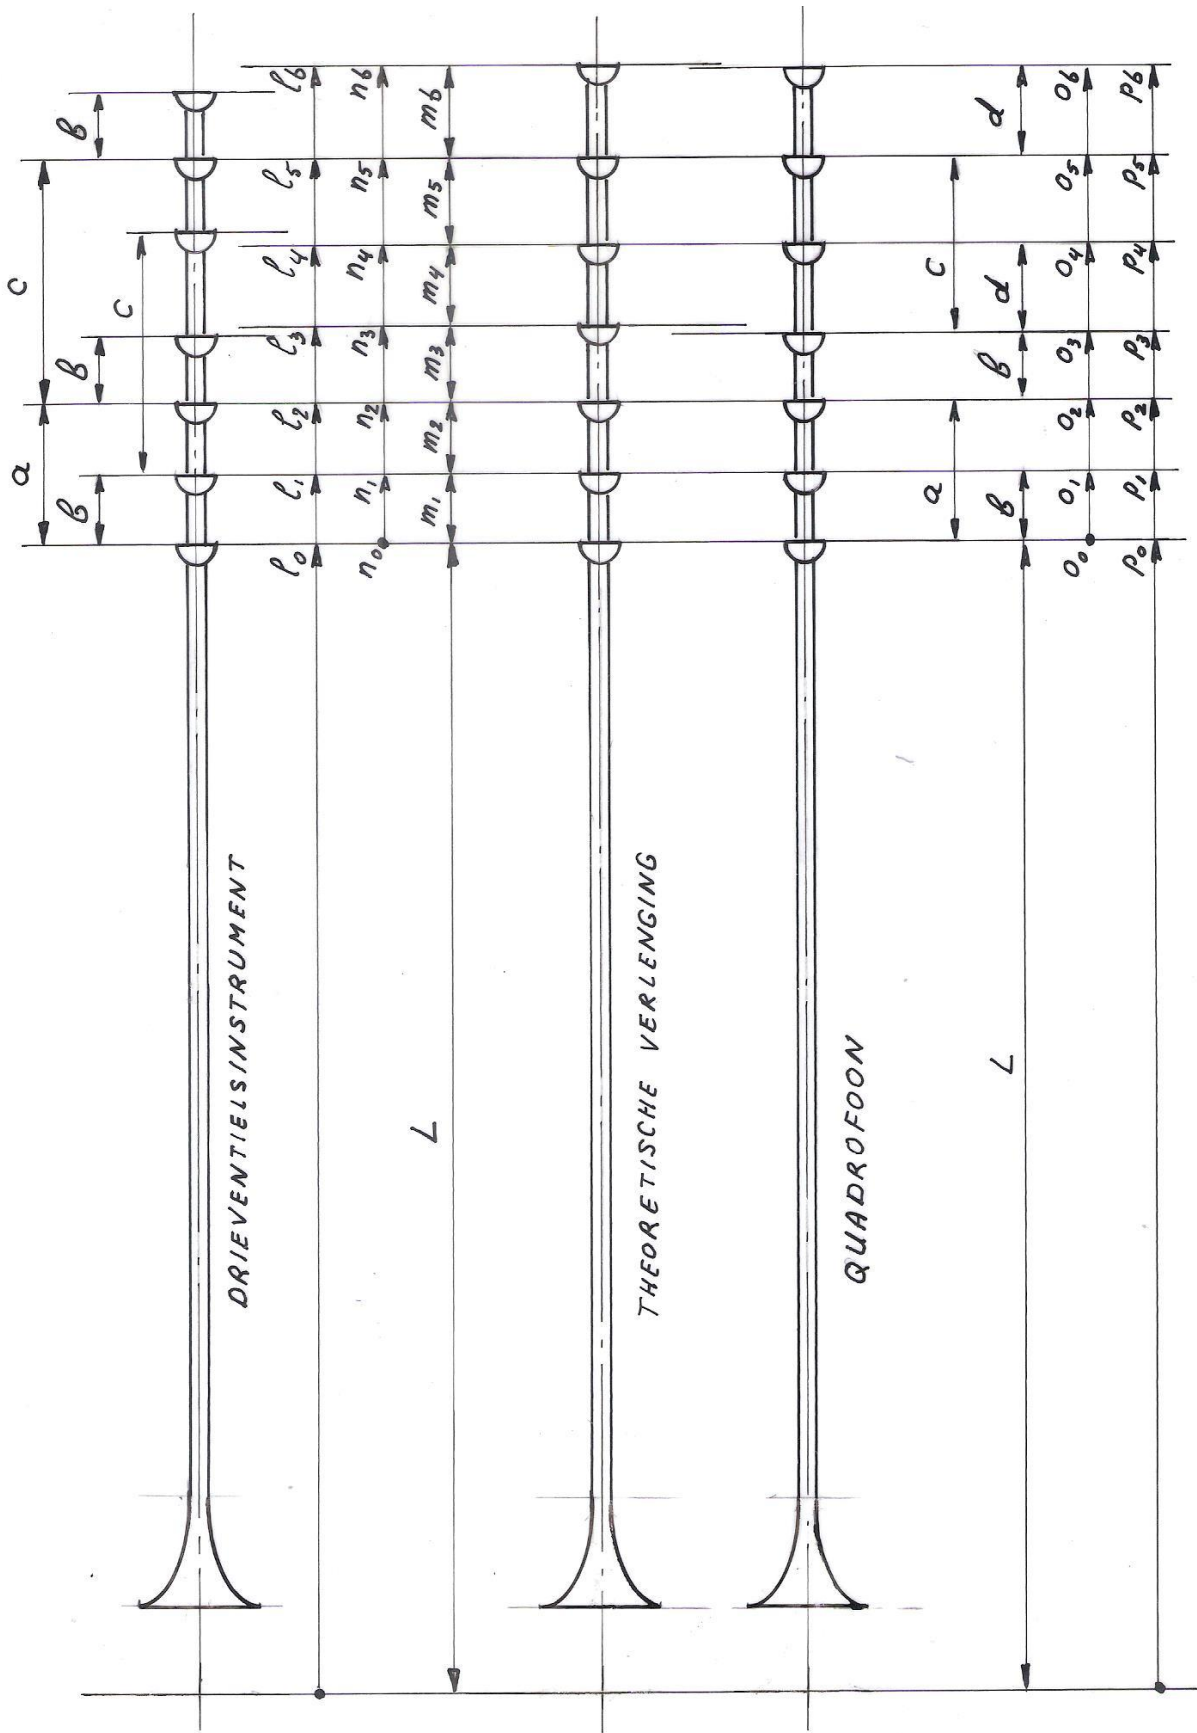 DRIEVENTIELSINSTRUMENT
a c
b b b
c
l₀ l₁ l₂ l₃ l₄ l₅ l₆
n₀ n₁ n₂ n₃ n₄ n₅ n₆
L m₁ m₂ m₃ m₄ m₅ m₆
THEORETISCHE VERLENGING
QUADROFOON
a c
L b b d d
o₀ o₁ o₂ o₃ o₄ o₅ o₆
p₀ p₁ p₂ p₃ p₄ p₅ p₆